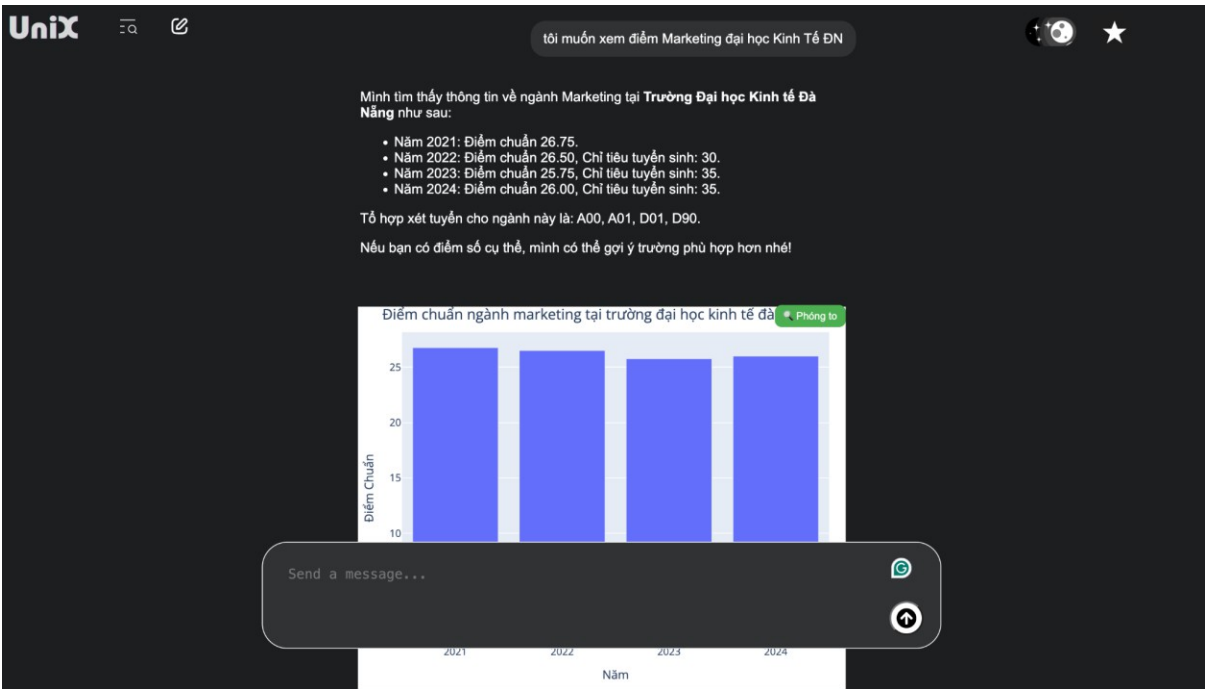 UniX
tôi muốn xem điểm Marketing đại học Kinh Tế ĐN
Mình tìm thấy thông tin về ngành Marketing tại Trường Đại học Kinh tế Đà
Nẵng như sau:
• Năm 2021: Điểm chuẩn 26.75.
• Năm 2022: Điểm chuẩn 26.50, Chỉ tiêu tuyển sinh: 30.
• Năm 2023: Điểm chuẩn 25.75, Chỉ tiêu tuyển sinh: 35.
• Năm 2024: Điểm chuẩn 26.00, Chỉ tiêu tuyển sinh: 35.
Tổ hợp xét tuyển cho ngành này là: A00, A01, D01, D90.
Nếu bạn có điểm số cụ thể, mình có thể gợi ý trường phù hợp hơn nhé!
Điểm chuẩn ngành marketing tại trường đại học kinh tế đà
Phóng to
25
20
15
10
Điểm Chuẩn
Send a message...
2021 2022 2023 2024
Năm